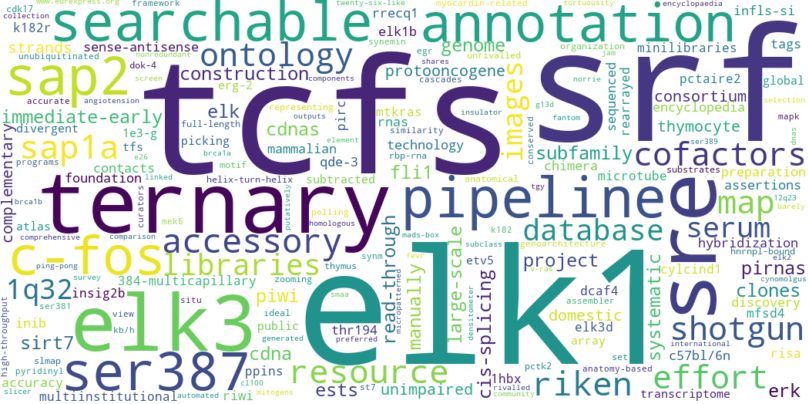 www.eurexpress.org framework twenty-six-like myocardin-related tortuousity encyclopaedia
cdk17 collection searchable annotation infls-si
k182r rrecq1 elk1b
strands sense-antisense synemin genome organization jam minilibraries tags
unubiquitinated dok-4 ontology egr shares unrivalled norrie pctaire2 global
sap2 screen construction components protooncogene cascades images sequenced rearrayed consortium selection
accurate angiotension erg-2 tcfs srf encyclopedia mapk
immediate-early elk representing outputs pirc mtkras element insulator g13d fantom thymocyte dnas
divergent 1e3-g full-length cdnas rnas similarity conserved ser389
complementary sap1a tfs picking brca1a mammalian technology rbp-rna subfamily cofactors
programs e26 contacts motif qde-3 fli1 chimera microtube substrates preparation
foundation linked helix-turn-helix subtracted anatomical tgy assertions 12q23
brca1b curators ternary putatively polling k182 pipeline map barely
atlas mek6 homologous mads-box subclass genoarchitecture database serum
comprehensive comparison accessory synm read-through micropatterned favr etv5 v-raf hybridization
c-fos libraries thymus large-scale project hnrnpl-bound elk2 pirnas
ping-pong survey 384-multicapillary zooming manually densitometer dcaf4 assembler systematic sre cylcind1 cynomolgus
1q32 insig2b situ piwi smaa elk1 domestic clones
high-throughput ser381 view ideal cis-splicing elk3d discovery mfsd4
inib elk3 public thr194 array shotgun
sirt7 kb/h generated preferred set international
slmap pyridinyl cdna ppins pctk2 c57bl/6n risa
accuracy ser387 resource 1hbx anatomy-based effort
slicer cl100 st7 rivalled riken
multiinstitutional automated riwi mitogens ests unimpaired community transcriptome erk